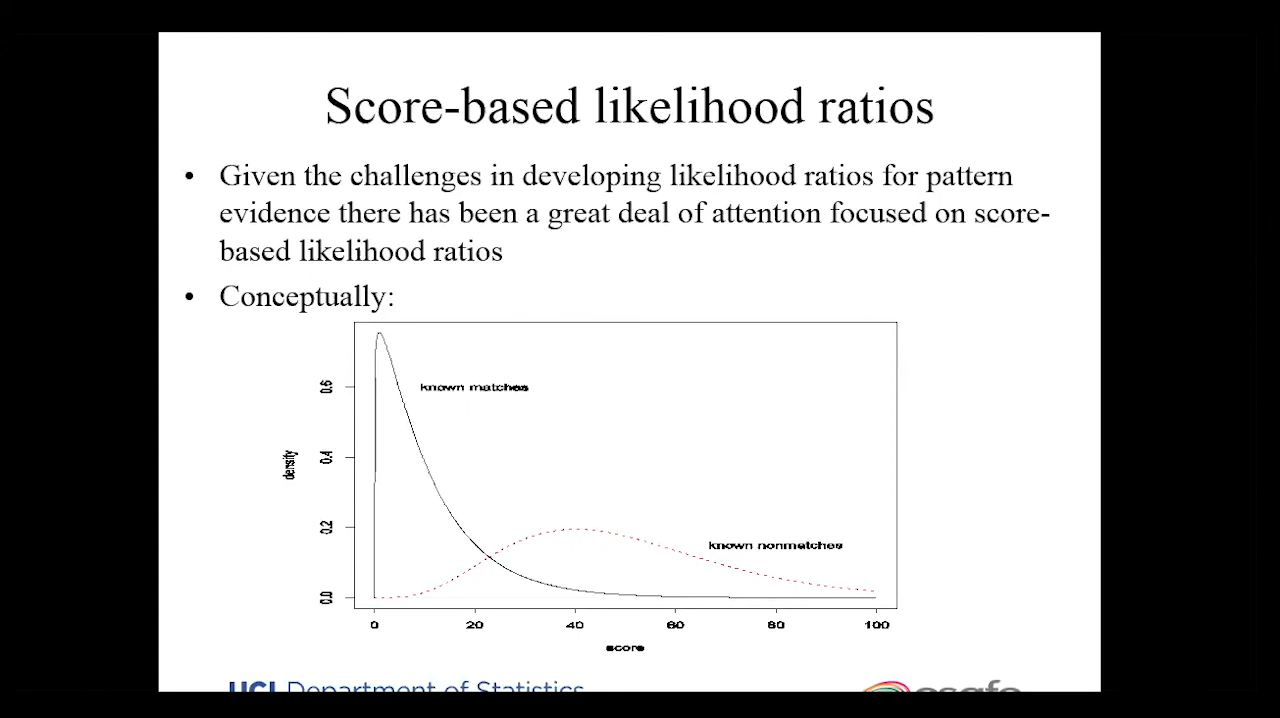 Score-based likelihood ratios
• Given the challenges in developing likelihood ratios for pattern
evidence there has been a great deal of attention focused on score-
based likelihood ratios
• Conceptually:
known matches
known nonmatches
density
0.6
0.4
0.2
0.0
0 20 40 60 80 100
score
UCI Department of Statistics
csafe